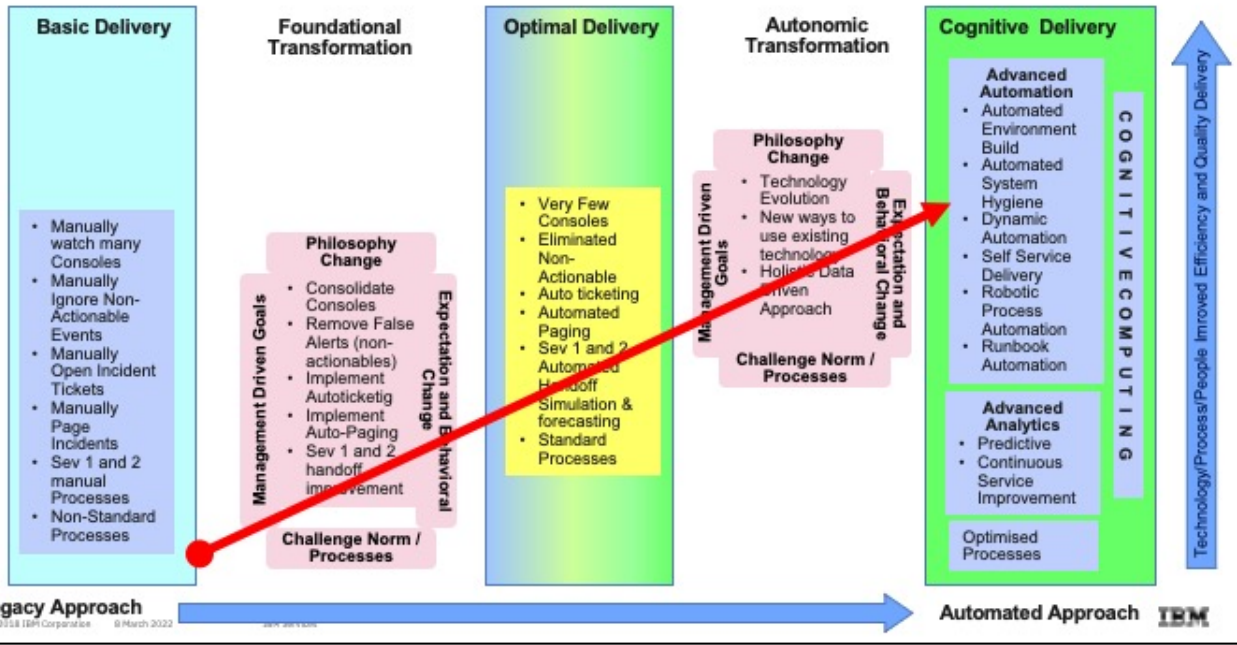 Basic Delivery
• Manually
watch many
Consoles
• Manually
Ignore Non-
Actionable
Events
• Manually
Open Incident
Tickets
• Manually
Page
Incidents
• Sev 1 and 2
manual
Processes
• Non-Standard
Processes
Foundational
Transformation
Philosophy
Change
Management Driven Goals
• Consolidate
Consoles
• Remove False
Alerts (non-
actionables)
• Implement
Autoticketig
• Implement
Auto-Paging
• Sev 1 and 2
handoff
improvement
Expectation and Behavioral
Change
Challenge Norm /
Processes
Optimal Delivery
• Very Few
Consoles
• Eliminated
Non-
Actionable
• Auto ticketing
• Automated
Paging
• Sev 1 and 2
Automated
Handoff
Simulation &
forecasting
• Standard
Processes
Autonomic
Transformation
Philosophy
Change
Management Driven
Goals
• Technology
Evolution
• New ways to
use existing
technology
• Holistic Data
Driven
Approach
Expectation and
Behavioral Change
Challenge Norm /
Processes
Cognitive Delivery
Advanced
Automation
• Automated
Environment
Build
• Automated
System
Hygiene
• Dynamic
Automation
• Self Service
Delivery
• Robotic
Process
Automation
• Runbook
Automation
Advanced
Analytics
• Predictive
• Continuous
Service
Improvement
Optimised
Processes
COGNITIVECOMPUTING
Technology/Process/People Imroved Efficiency and Quality Delivery
gacy Approach
Automated Approach
IBM
2018 IBM Corporation 8 March 2022